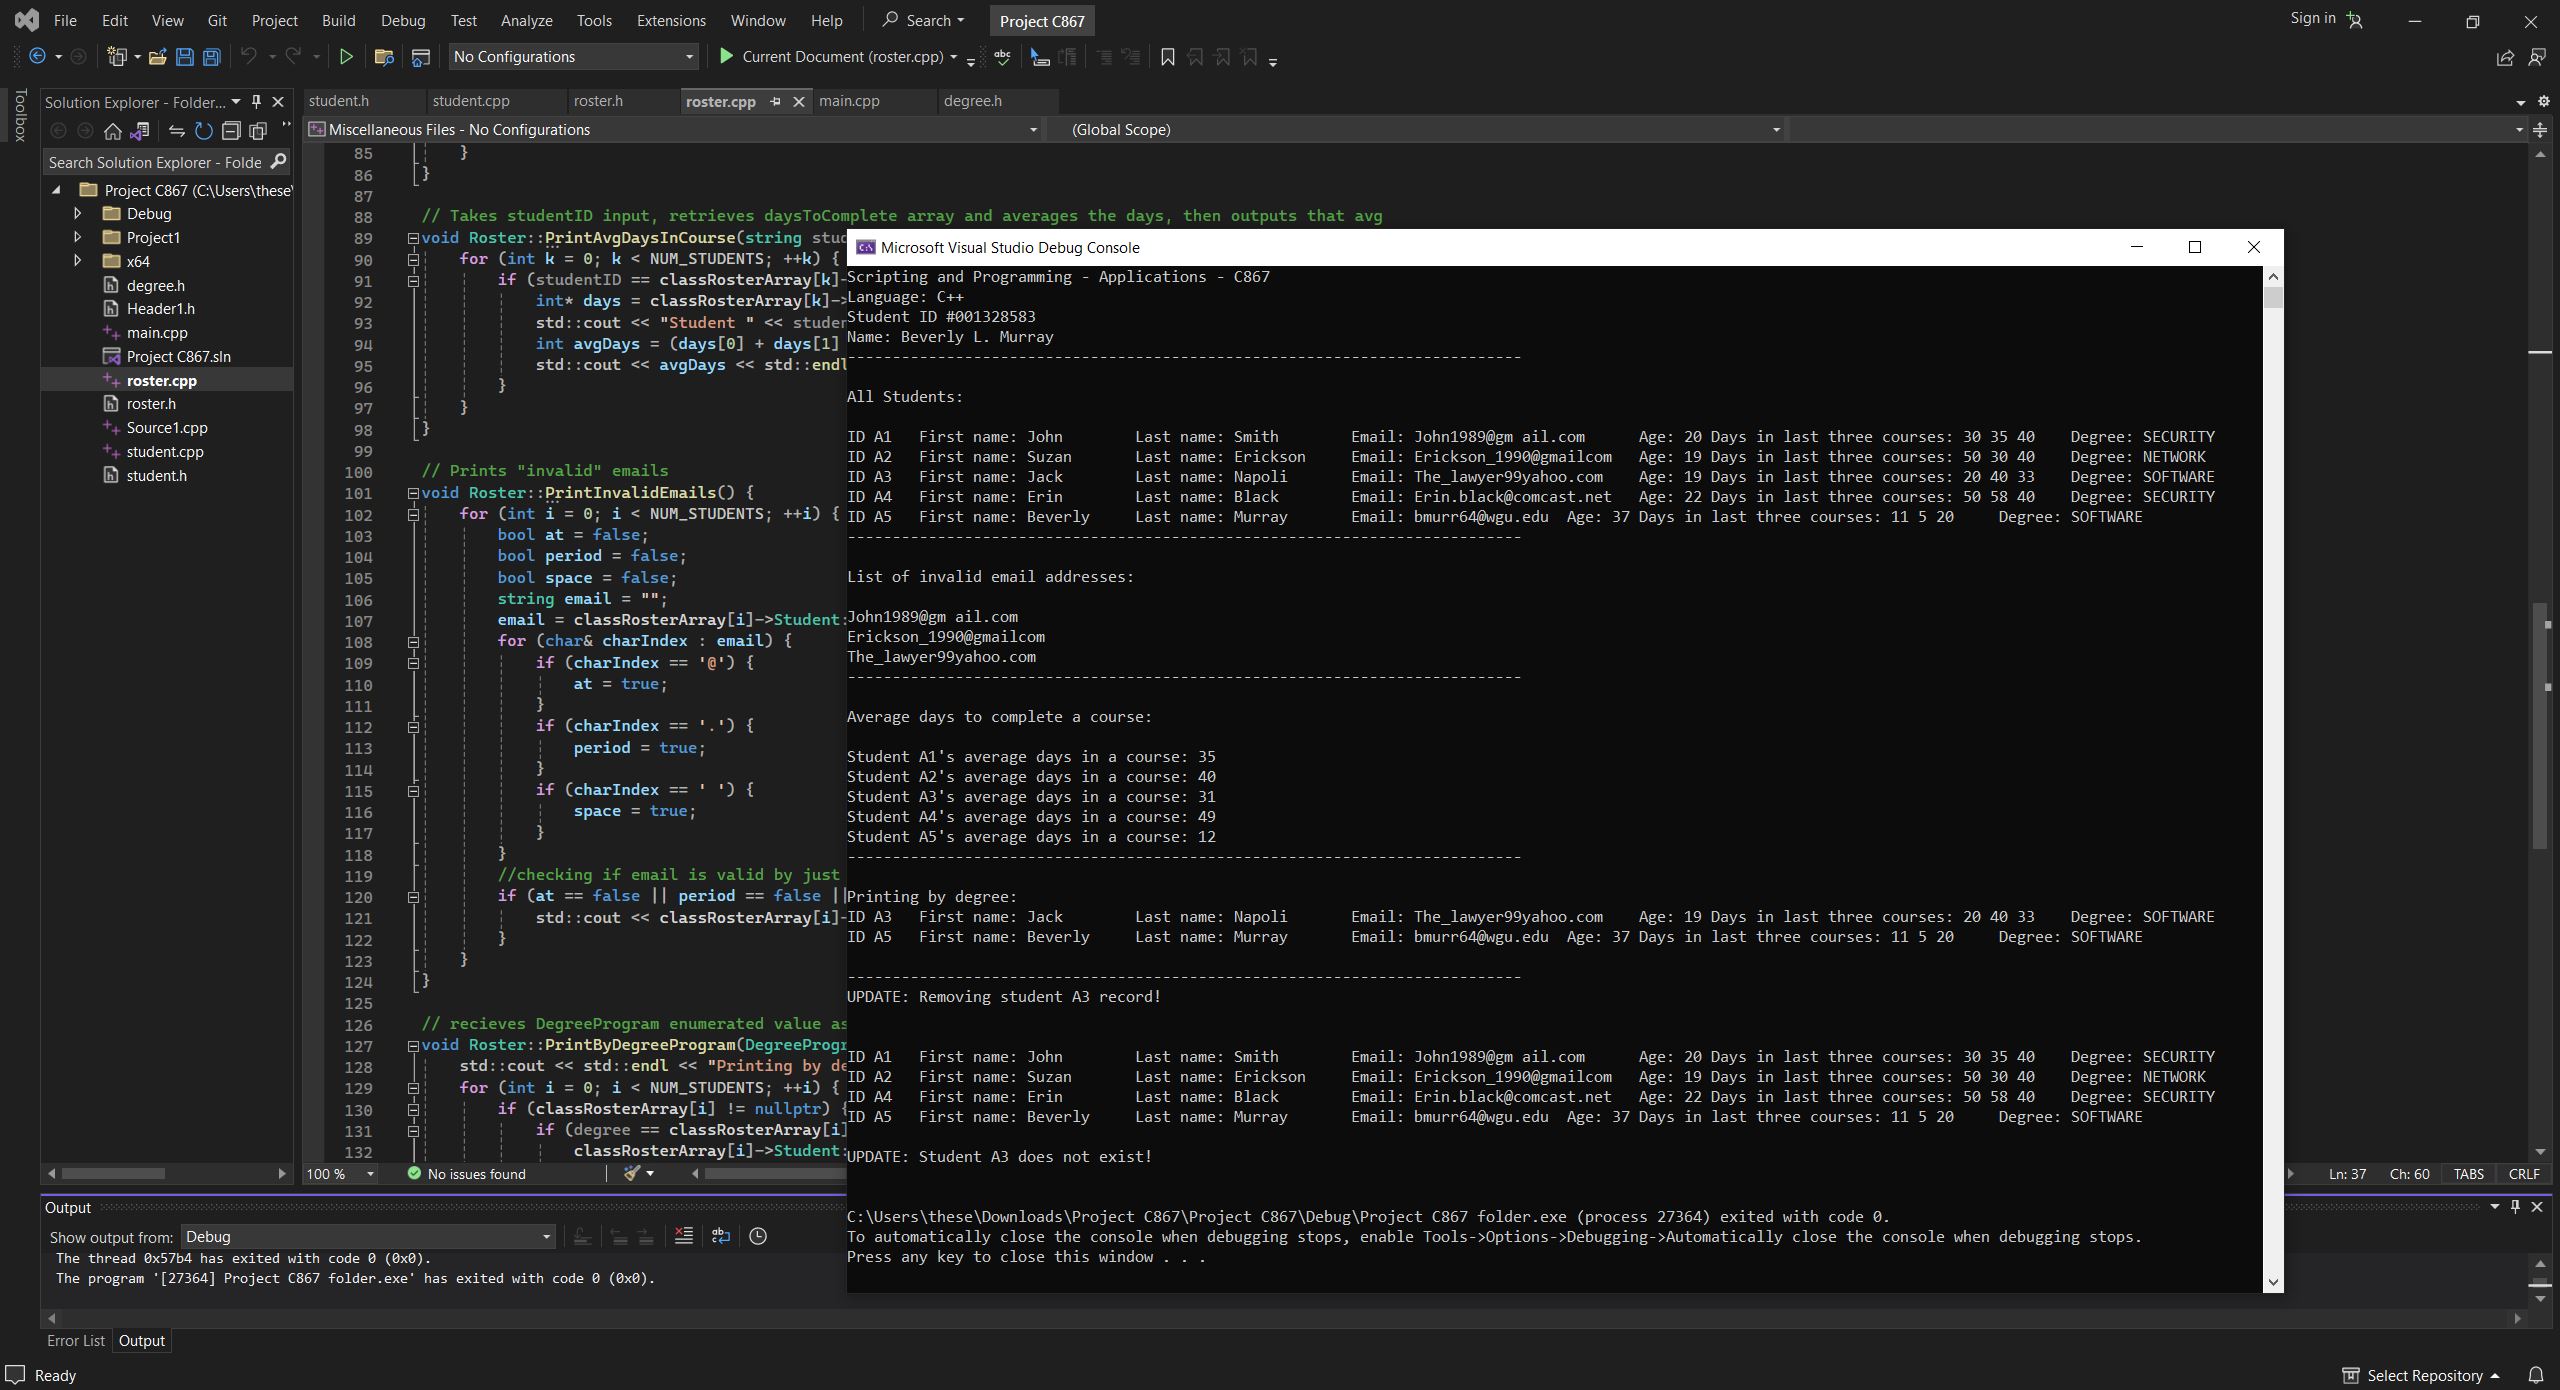 File Edit View Git Project Build Debug Test Analyze Tools Extensions Window Help Search Project C867 Sign in
No Configurations Current Document (roster.cpp)
Toolbox
Solution Explorer - Folder...
student.h student.cpp roster.h roster.cpp main.cpp degree.h
Miscellaneous Files - No Configurations (Global Scope)
Search Solution Explorer - Folde
Project C867 (C:\Users\these\
Debug
Project1
x64
degree.h
Header1.h
main.cpp
Project C867.sln
roster.cpp
roster.h
Source1.cpp
student.cpp
student.h
85 }
86 }
87
88 // Takes studentID input, retrieves daysToComplete array and averages the days, then outputs that avg
89 void Roster::PrintAvgDaysInCourse(string stud
90 for (int k = 0; k < NUM_STUDENTS; ++k) {
91 if (studentID == classRosterArray[k]-
92 int* days = classRosterArray[k]->
93 std::cout << "Student " << studen
94 int avgDays = (days[0] + days[1]
95 std::cout << avgDays << std::endl
96 }
97 }
98 }
99
100 // Prints "invalid" emails
101 void Roster::PrintInvalidEmails() {
102 for (int i = 0; i < NUM_STUDENTS; ++i) {
103 bool at = false;
104 bool period = false;
105 bool space = false;
106 string email = "";
107 email = classRosterArray[i]->Student:
108 for (char& charIndex : email) {
109 if (charIndex == '@') {
110 at = true;
111 }
112 if (charIndex == '.') {
113 period = true;
114 }
115 if (charIndex == ' ') {
116 space = true;
117 }
118 }
119 //checking if email is valid by just
120 if (at == false || period == false ||
121 std::cout << classRosterArray[i]-
122 }
123 }
124 }
125
126 // recieves DegreeProgram enumerated value as
127 void Roster::PrintByDegreeProgram(DegreeProgr
128 std::cout << std::endl << "Printing by de
129 for (int i = 0; i < NUM_STUDENTS; ++i) {
130 if (classRosterArray[i] != nullptr) {
131 if (degree == classRosterArray[i]
132 classRosterArray[i]->Student:
100 % No issues found Ln: 37 Ch: 60 TABS CRLF
Microsoft Visual Studio Debug Console
Scripting and Programming - Applications - C867
Language: C++
Student ID #001328583
Name: Beverly L. Murray
---------------------------------------------------------------------------
All Students:
ID A1 First name: John Last name: Smith Email: John1989@gm ail.com Age: 20 Days in last three courses: 30 35 40 Degree: SECURITY
ID A2 First name: Suzan Last name: Erickson Email: Erickson_1990@gmailcom Age: 19 Days in last three courses: 50 30 40 Degree: NETWORK
ID A3 First name: Jack Last name: Napoli Email: The_lawyer99yahoo.com Age: 19 Days in last three courses: 20 40 33 Degree: SOFTWARE
ID A4 First name: Erin Last name: Black Email: Erin.black@comcast.net Age: 22 Days in last three courses: 50 58 40 Degree: SECURITY
ID A5 First name: Beverly Last name: Murray Email: bmurr64@wgu.edu Age: 37 Days in last three courses: 11 5 20 Degree: SOFTWARE
---------------------------------------------------------------------------
List of invalid email addresses:
John1989@gm ail.com
Erickson_1990@gmailcom
The_lawyer99yahoo.com
---------------------------------------------------------------------------
Average days to complete a course:
Student A1's average days in a course: 35
Student A2's average days in a course: 40
Student A3's average days in a course: 31
Student A4's average days in a course: 49
Student A5's average days in a course: 12
---------------------------------------------------------------------------
Printing by degree:
ID A3 First name: Jack Last name: Napoli Email: The_lawyer99yahoo.com Age: 19 Days in last three courses: 20 40 33 Degree: SOFTWARE
ID A5 First name: Beverly Last name: Murray Email: bmurr64@wgu.edu Age: 37 Days in last three courses: 11 5 20 Degree: SOFTWARE
---------------------------------------------------------------------------
UPDATE: Removing student A3 record!
ID A1 First name: John Last name: Smith Email: John1989@gm ail.com Age: 20 Days in last three courses: 30 35 40 Degree: SECURITY
ID A2 First name: Suzan Last name: Erickson Email: Erickson_1990@gmailcom Age: 19 Days in last three courses: 50 30 40 Degree: NETWORK
ID A4 First name: Erin Last name: Black Email: Erin.black@comcast.net Age: 22 Days in last three courses: 50 58 40 Degree: SECURITY
ID A5 First name: Beverly Last name: Murray Email: bmurr64@wgu.edu Age: 37 Days in last three courses: 11 5 20 Degree: SOFTWARE
UPDATE: Student A3 does not exist!
C:\Users\these\Downloads\Project C867\Project C867\Debug\Project C867 folder.exe (process 27364) exited with code 0.
To automatically close the console when debugging stops, enable Tools->Options->Debugging->Automatically close the console when debugging stops.
Press any key to close this window . . .
Output
Show output from: Debug
The thread 0x57b4 has exited with code 0 (0x0).
The program '[27364] Project C867 folder.exe' has exited with code 0 (0x0).
Error List Output
Ready Select Repository